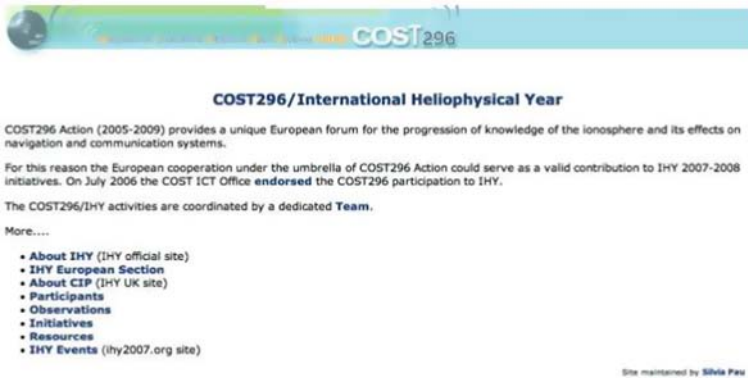 COST296
COST296/International Heliophysical Year
COST296 Action (2005-2009) provides a unique European forum for the progression of knowledge of the ionosphere and its effects on
navigation and communication systems.
For this reason the European cooperation under the umbrella of COST296 Action could serve as a valid contribution to IHY 2007-2008
initiatives. On July 2006 the COST ICT Office endorsed the COST296 participation to IHY.
The COST296/IHY activities are coordinated by a dedicated Team.
More....
• About IHY (IHY official site)
• IHY European Section
• About CIP (IHY UK site)
• Participants
• Observations
• Initiatives
• Resources
• IHY Events (ihy2007.org site)
Site maintained by Silvia Pau